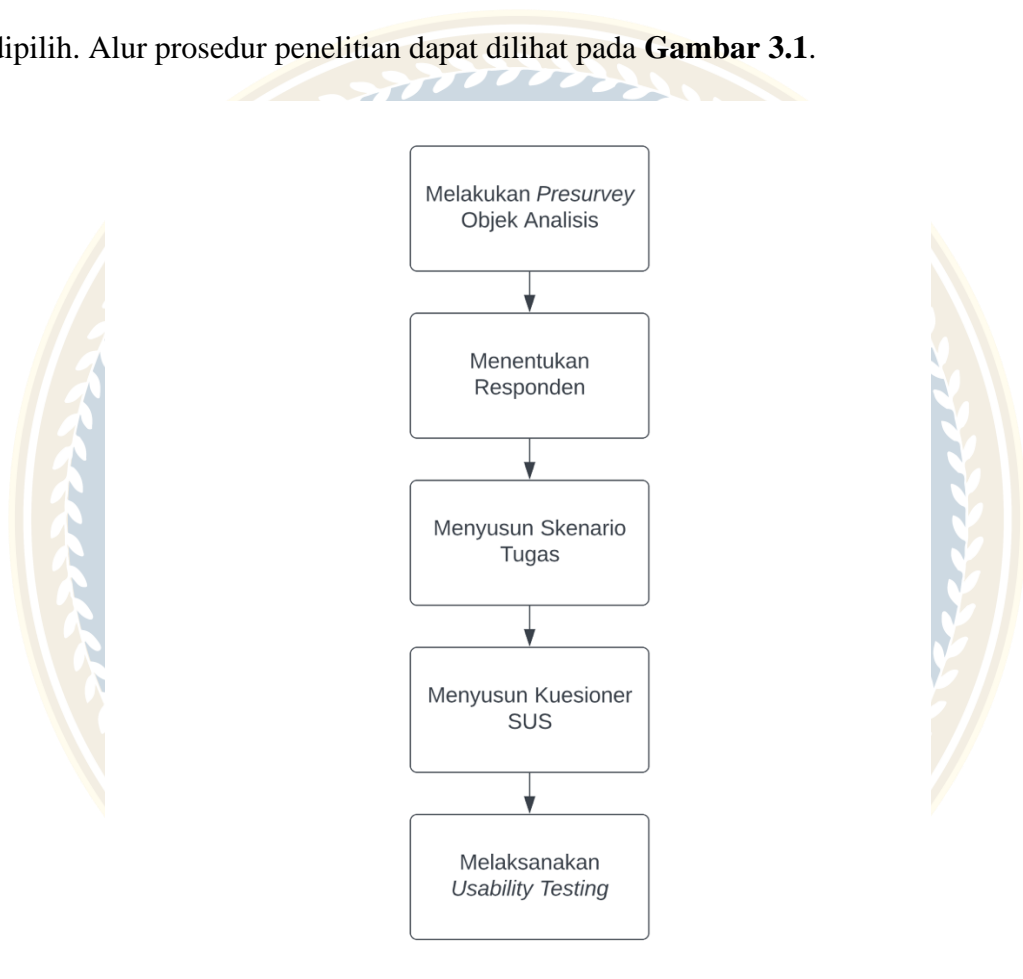 dipilih. Alur prosedur penelitian dapat dilihat pada Gambar 3.1.
Melakukan Presurvey
Objek Analisis
Menentukan
Responden
Menyusun Skenario
Tugas
Menyusun Kuesioner
SUS
Melaksanakan
Usability Testing